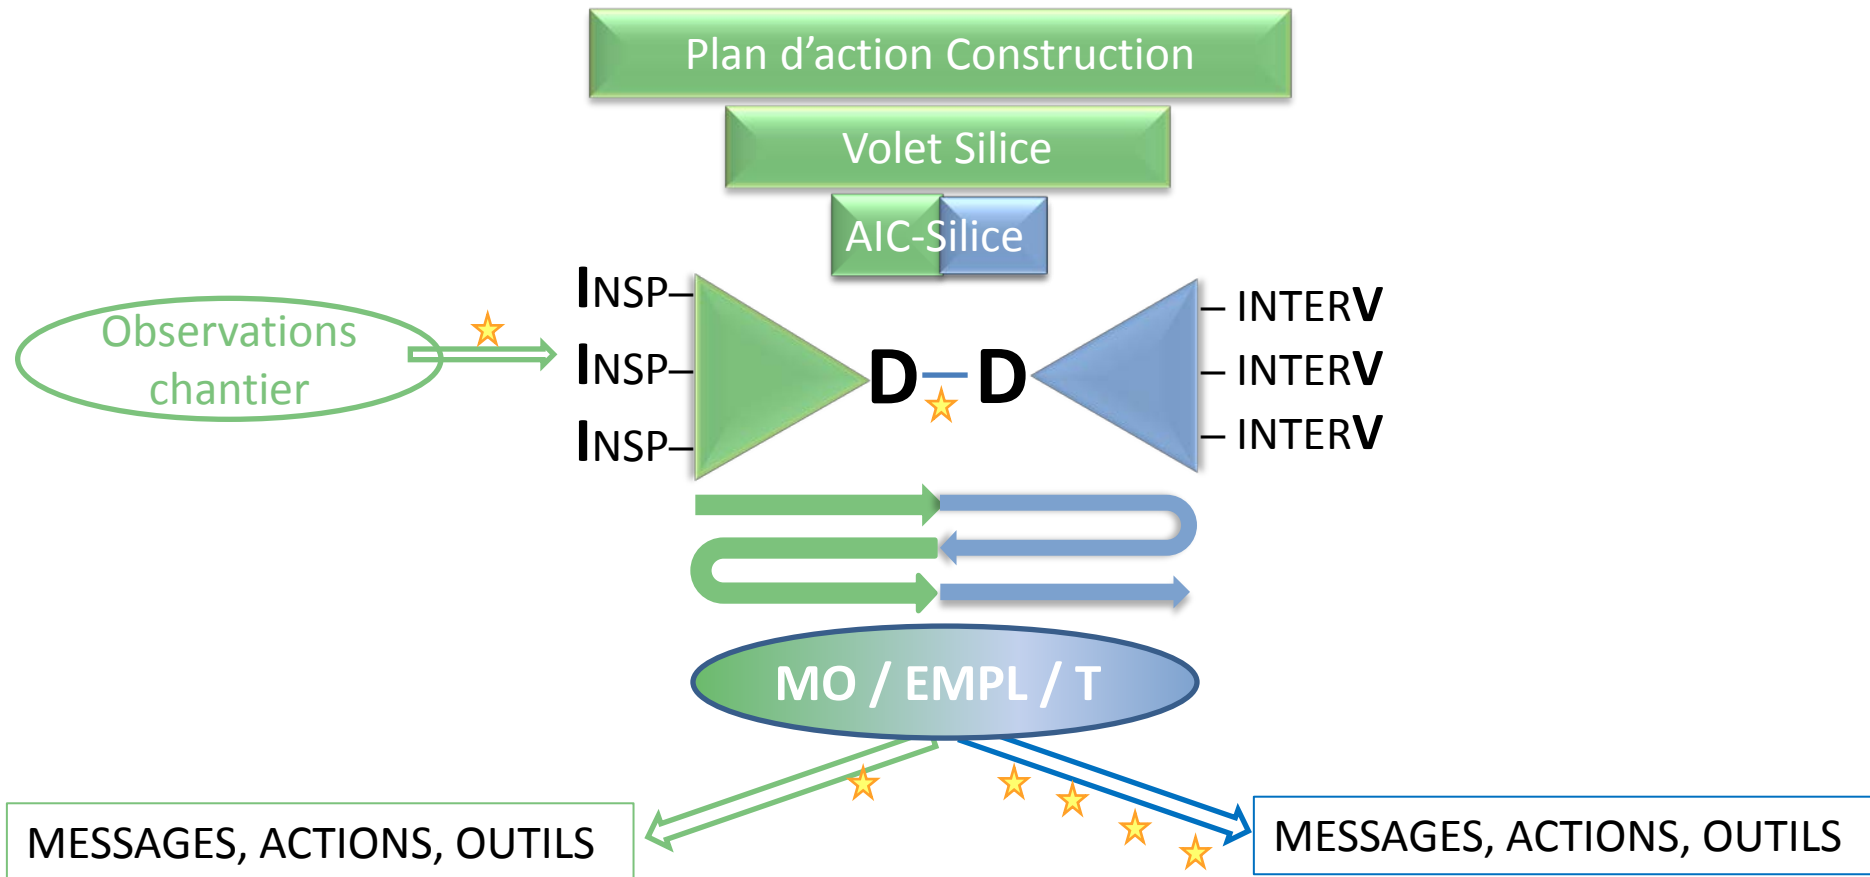 Plan d’action Construction
Volet Silice
AIC-Silice
INSP
INTERV
Observations
chantier
INSP
D – D
INTERV
INSP
INTERV
MO / EMPL / T
MESSAGES, ACTIONS, OUTILS
MESSAGES, ACTIONS, OUTILS